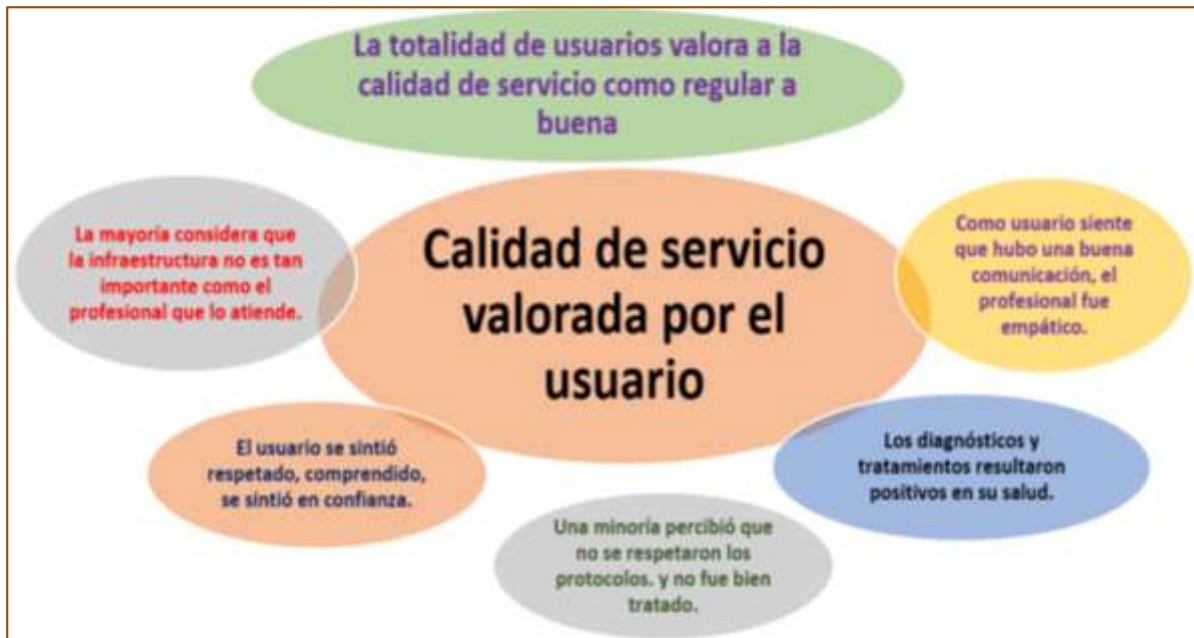 La totalidad de usuarios valora a la
calidad de servicio como regular a
buena
La mayoría considera que
la infraestructura no es tan
importante como el
profesional que lo atiende.
Calidad de servicio
valorada por el
usuario
Como usuario siente
que hubo una buena
comunicación, el
profesional fue
empático.
El usuario se sintió
respetado, comprendido,
se sintió en confianza.
Los diagnósticos y
tratamientos resultaron
positivos en su salud.
Una minoría percibió que
no se respetaron los
protocolos. y no fue bien
tratado.